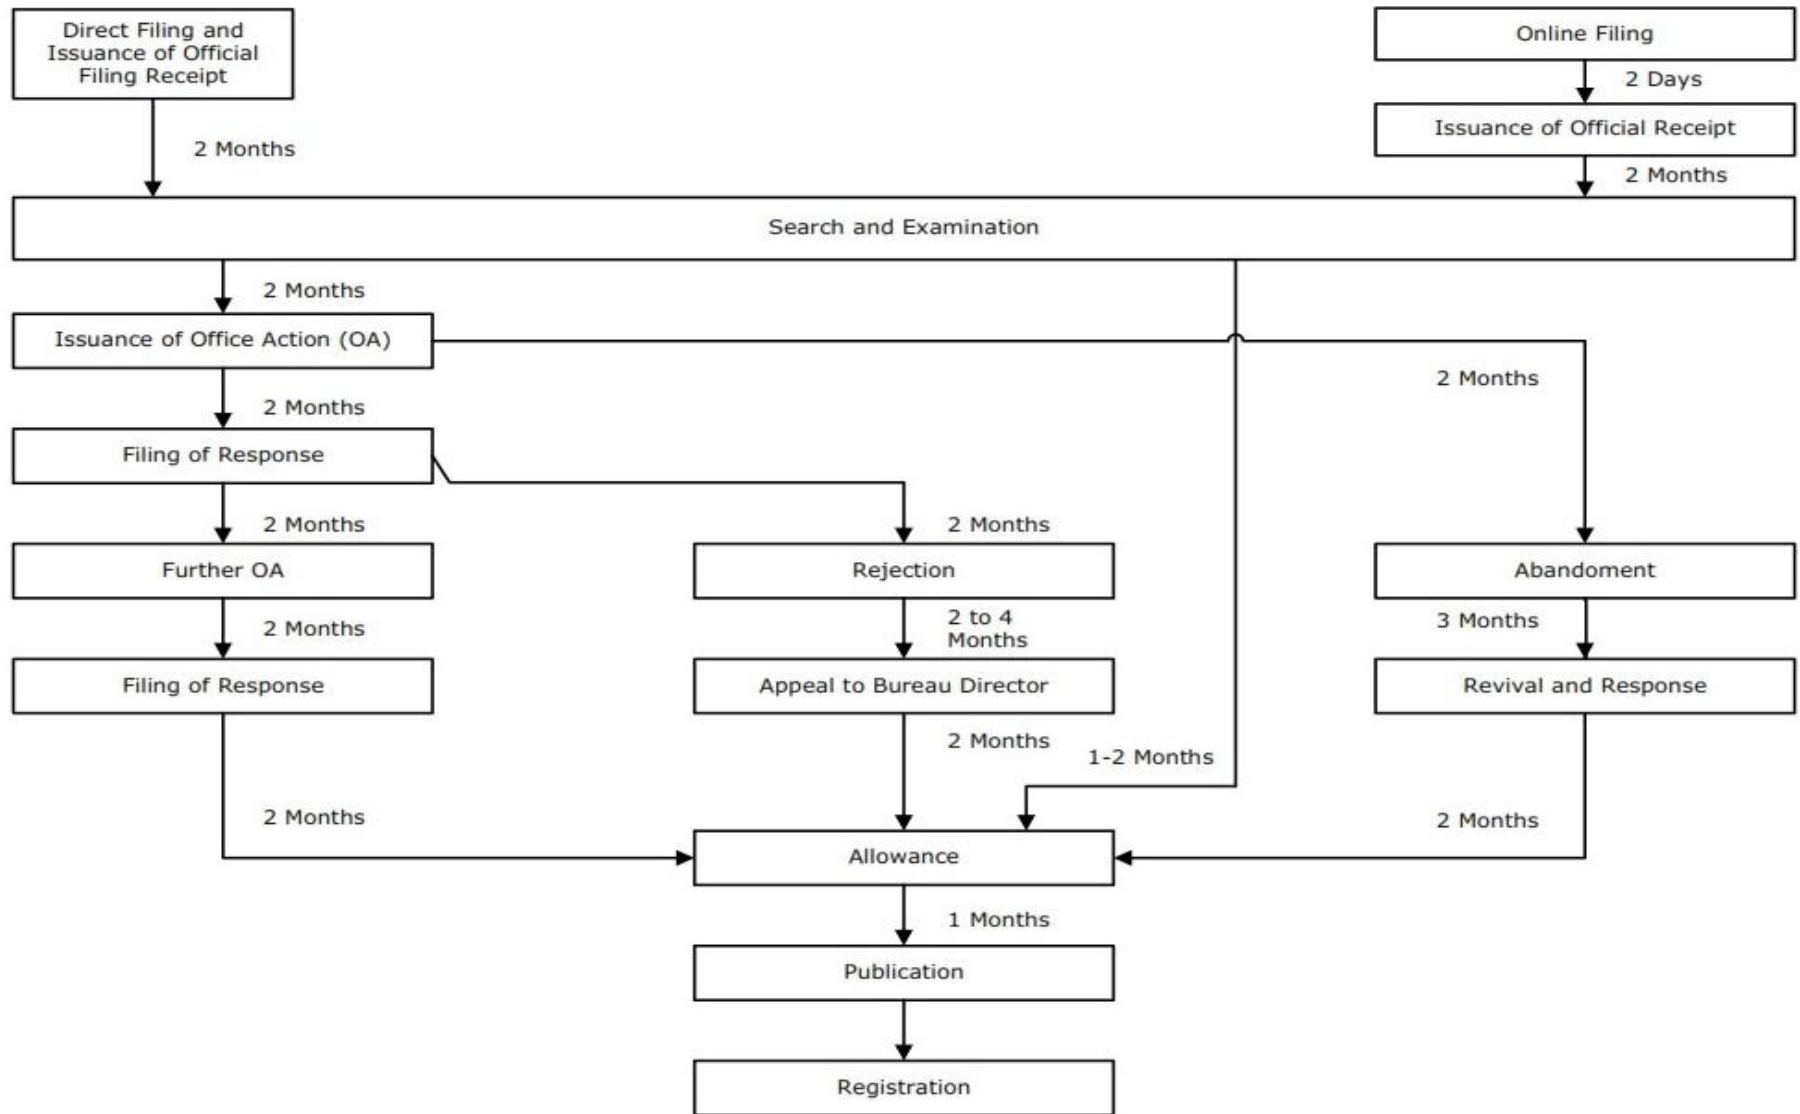 Direct Filing and
Issuance of Official
Filing Receipt
Online Filing
2 Days
Issuance of Official Receipt
2 Months
2 Months
Search and Examination
2 Months
Issuance of Office Action (OA)
2 Months
2 Months
Filing of Response
2 Months
2 Months
Further OA
Rejection
Abandoment
2 Months
2 to 4
Months
3 Months
Filing of Response
Appeal to Bureau Director
Revival and Response
2 Months
1-2 Months
2 Months
2 Months
Allowance
1 Months
Publication
Registration